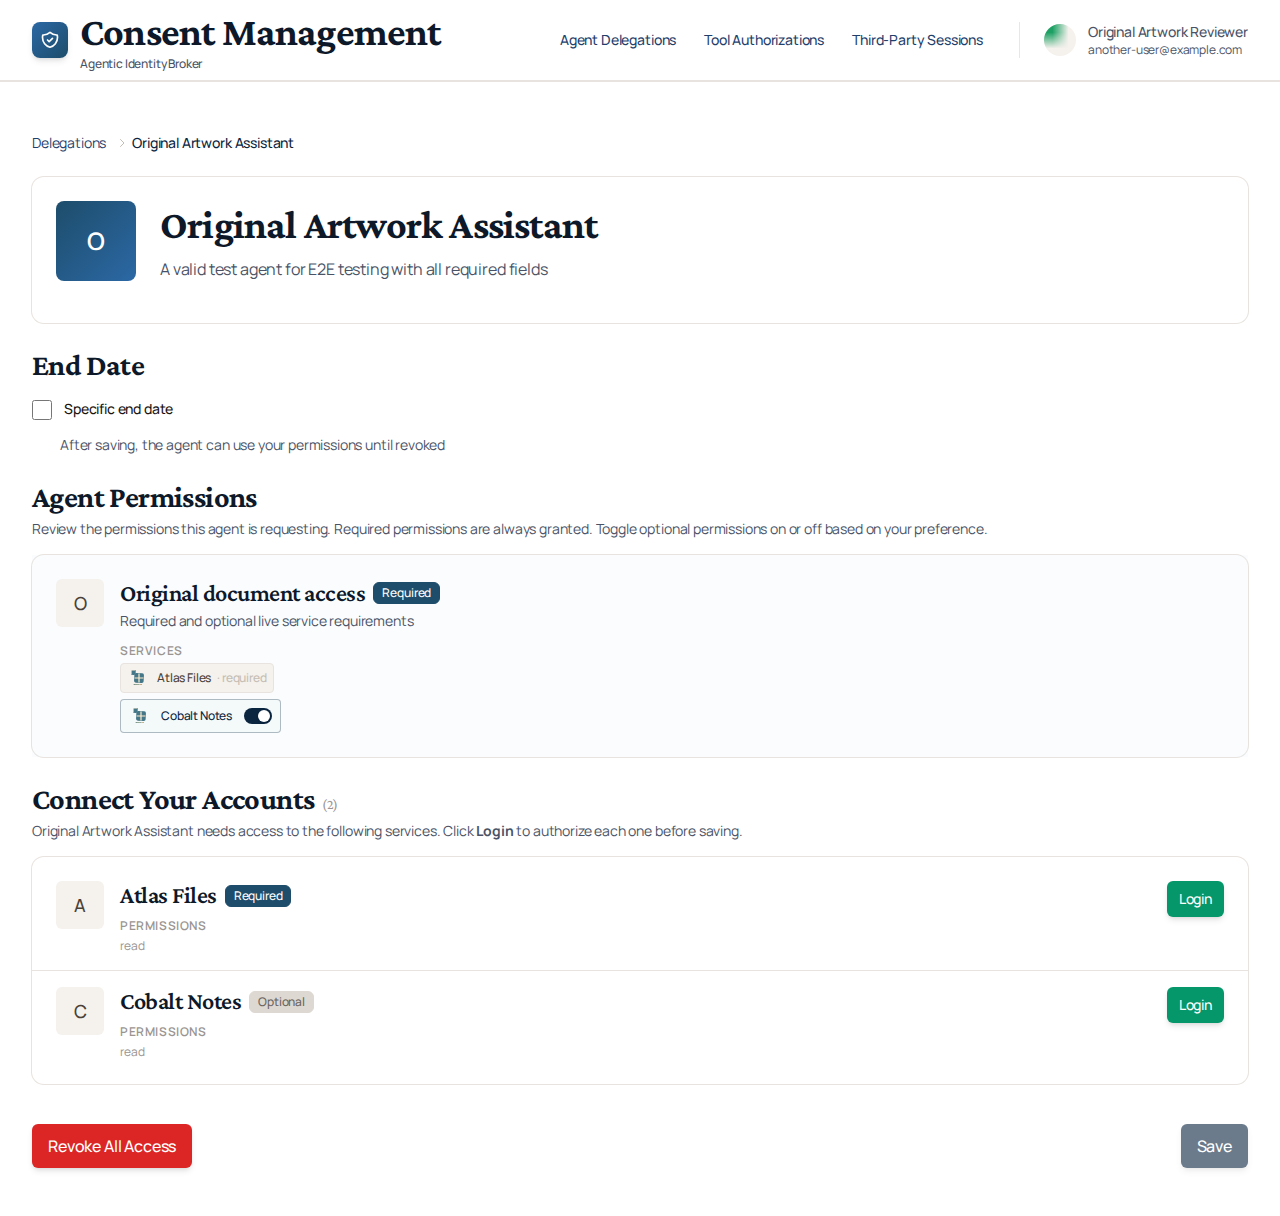 Consent Management
Agentic Identity Broker
Agent Delegations
Tool Authorizations
Third-Party Sessions
Original Artwork Reviewer
another-user@example.com
Delegations
Original Artwork Assistant
O
Original Artwork Assistant
A valid test agent for E2E testing with all required fields
End Date
Specific end date
After saving, the agent can use your permissions until revoked
Agent Permissions
Review the permissions this agent is requesting. Required permissions are always granted. Toggle optional permissions on or off based on your preference.
O
Original document access Required
Required and optional live service requirements
SERVICES
Atlas Files · required
Cobalt Notes
Connect Your Accounts (2)
Original Artwork Assistant needs access to the following services. Click Login to authorize each one before saving.
A
Atlas Files Required
Login
PERMISSIONS
read
C
Cobalt Notes Optional
Login
PERMISSIONS
read
Revoke All Access
Save